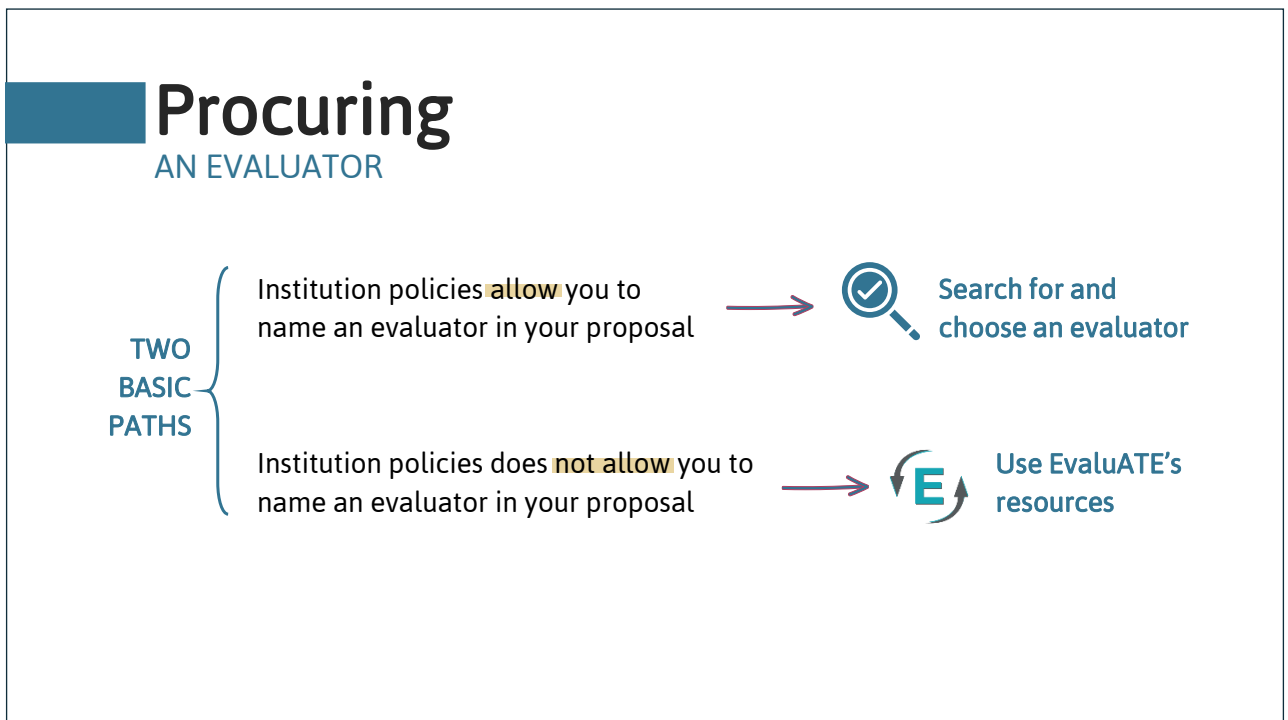 Procuring
AN EVALUATOR
TWO
BASIC
PATHS
Institution policies allow you to
name an evaluator in your proposal
Search for and
choose an evaluator
Institution policies does not allow you to
name an evaluator in your proposal
E
Use EvaluATE’s
resources